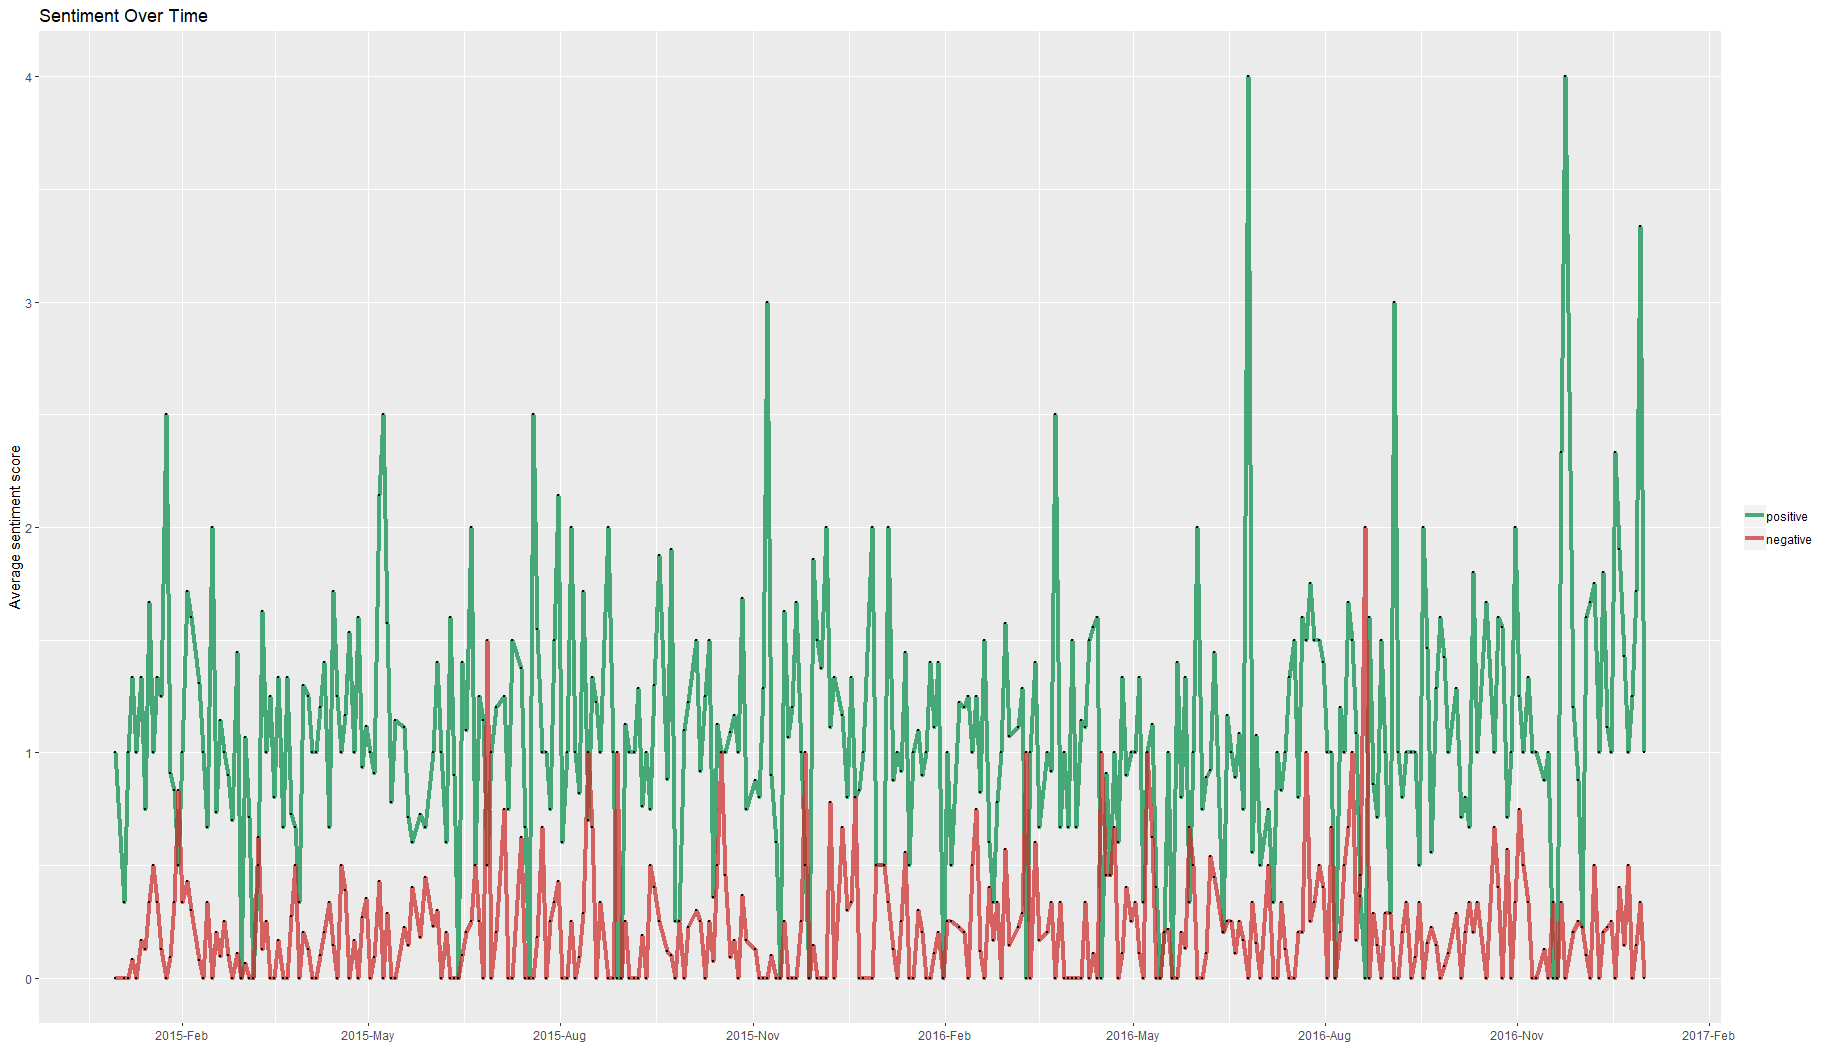 Sentiment Over Time
Average sentiment score
4
3
2
1
0
2015-Feb
2015-May
2015-Aug
2015-Nov
2016-Feb
2016-May
2016-Aug
2016-Nov
2017-Feb
positive
negative